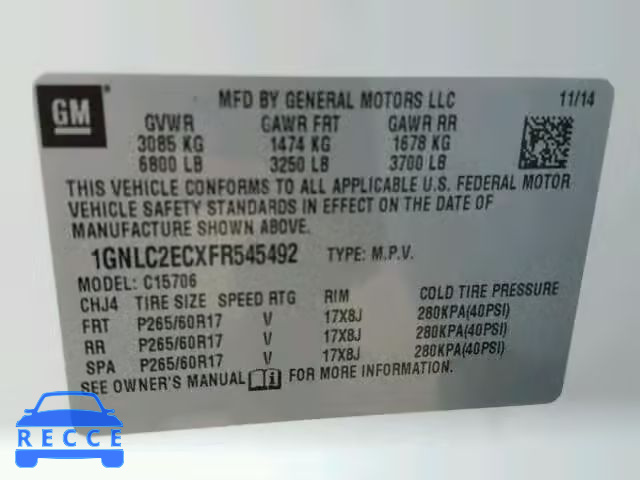 GM
MFD BY GENERAL MOTORS LLC 11/14
GVWR GAWR FRT GAWR RR
3085 KG 1474 KG 1678 KG
6800 LB 3250 LB 3700 LB
THIS VEHICLE CONFORMS TO ALL APPLICABLE U.S. FEDERAL MOTOR
VEHICLE SAFETY STANDARDS IN EFFECT ON THE DATE OF
MANUFACTURE SHOWN ABOVE.
1GNLC2ECXFR545492 TYPE: M.P.V.
MODEL: C15706
CHJ4 TIRE SIZE SPEED RTG RIM COLD TIRE PRESSURE
FRT P265/60R17 V 17X8J 280KPA(40PSI)
RR P265/60R17 V 17X8J 280KPA(40PSI)
SPA P265/60R17 V 17X8J 280KPA(40PSI)
SEE OWNER'S MANUAL FOR MORE INFORMATION.
RECCE